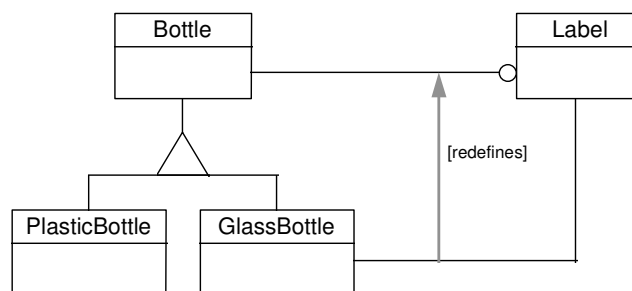 Bottle
Label
[redefines]
PlasticBottle
GlassBottle